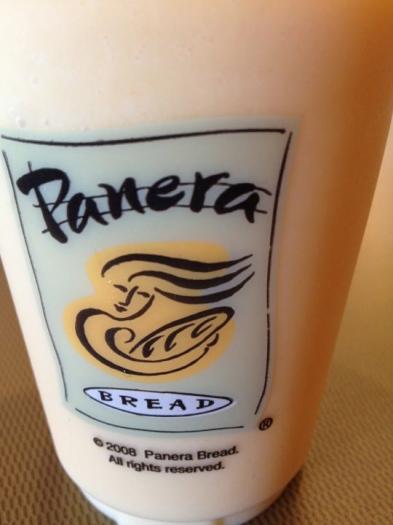 Panera
BREAD
®
© 2008 Panera Bread.
All rights reserved.